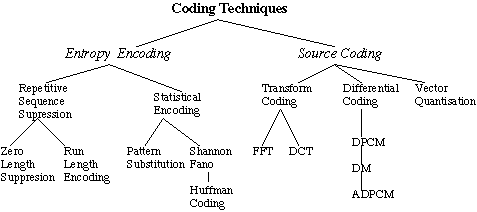 Coding Techniques
Entropy Encoding
Source Coding
Repetitive
Sequence
Supression
Statistical
Encoding
Transform
Coding
Differential
Coding
Vector
Quantisation
Zero
Length
Suppresion
Run
Length
Encoding
Pattern
Substitution
Shannon
Fano
Huffman
Coding
FFT
DCT
DPCM
DM
ADPCM